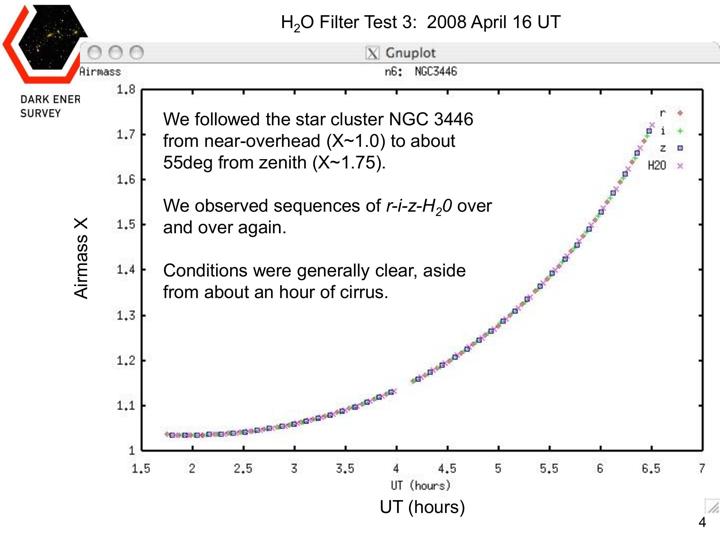 H2O Filter Test 3: 2008 April 16 UT
Gnuplot
Airmass
n6: NGC3446
DARK ENER
SURVEY
We followed the star cluster NGC 3446
from near-overhead (X~1.0) to about
55deg from zenith (X~1.75).
We observed sequences of r-i-z-H20 over
and over again.
Conditions were generally clear, aside
from about an hour of cirrus.
r
i
z
H2O
Airmass X
1.8
1.7
1.6
1.5
1.4
1.3
1.2
1.1
1
1.5 2 2.5 3 3.5 4 4.5 5 5.5 6 6.5 7
UT (hours)
UT (hours)
4